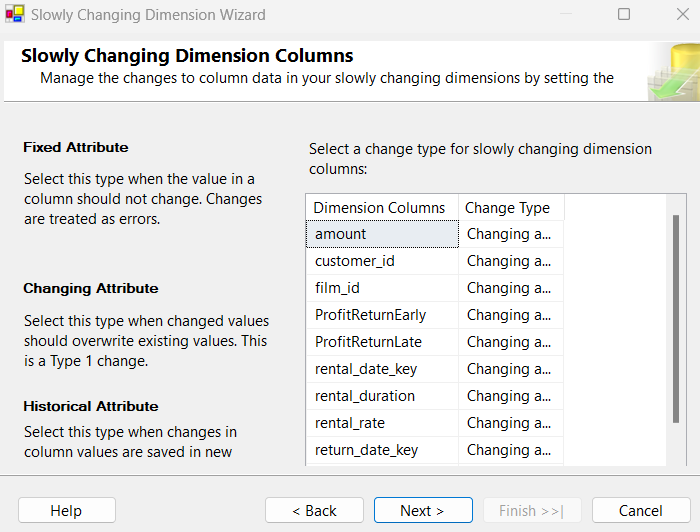 Slowly Changing Dimension Wizard
Slowly Changing Dimension Columns
Manage the changes to column data in your slowly changing dimensions by setting the
Fixed Attribute
Select this type when the value in a
column should not change. Changes
are treated as errors.
Changing Attribute
Select this type when changed values
should overwrite existing values. This
is a Type 1 change.
Historical Attribute
Select this type when changes in
column values are saved in new
Select a change type for slowly changing dimension
columns:
Dimension Columns Change Type
amount Changing a...
customer_id Changing a...
film_id Changing a...
ProfitReturnEarly Changing a...
ProfitReturnLate Changing a...
rental_date_key Changing a...
rental_duration Changing a...
rental_rate Changing a...
return_date_key Changing a...
Help < Back Next > Finish >>| Cancel